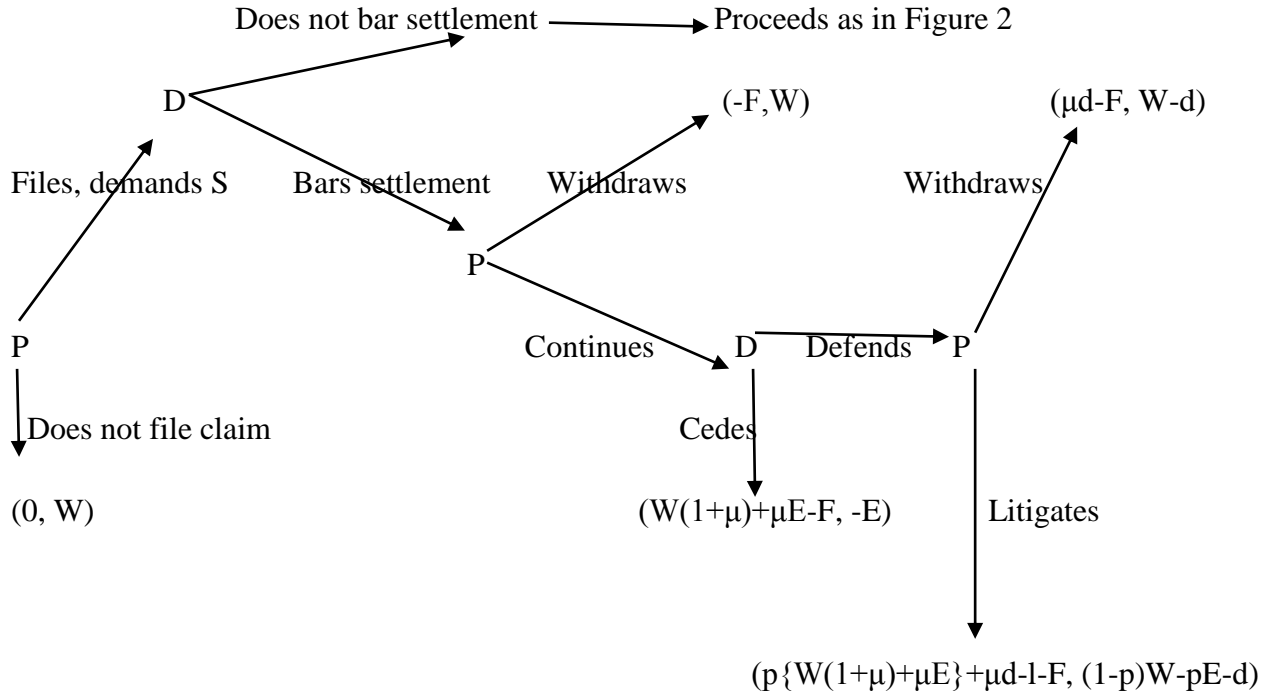 Does not bar settlement Proceeds as in Figure 2
D (-F,W) (μd-F, W-d)
Files, demands S Bars settlement Withdraws Withdraws
P
P Continues D Defends P
Does not file claim Cedes
(0, W) (W(1+μ)+μE-F, -E) Litigates
(p{W(1+μ)+μE}+μd-l-F, (1-p)W-pE-d)